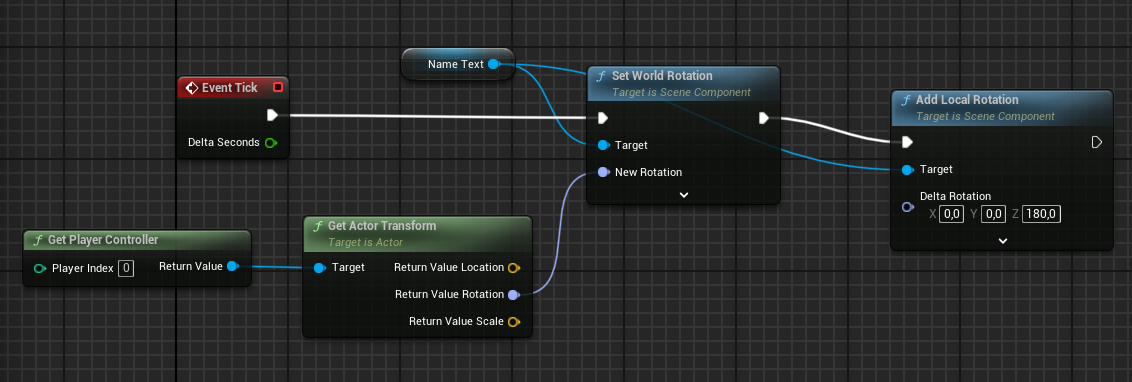 Name Text
Event Tick
Delta Seconds
f Set World Rotation
Target is Scene Component
Target
New Rotation
f Add Local Rotation
Target is Scene Component
Target
Delta Rotation
X 0,0 Y 0,0 Z 180,0
f Get Player Controller
Player Index 0 Return Value
f Get Actor Transform
Target is Actor
Target Return Value Location
Return Value Rotation
Return Value Scale